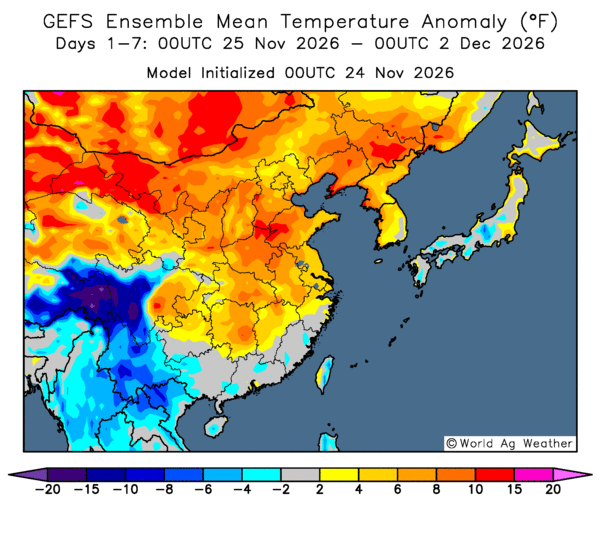 GEFS Ensemble Mean Temperature Anomaly (°F)
Days 1-7: 00UTC 25 Nov 2026 - 00UTC 2 Dec 2026
Model Initialized 00UTC 24 Nov 2026
© World Ag Weather
-20 -15 -10 -8 -6 -4 -2 2 4 6 8 10 15 20